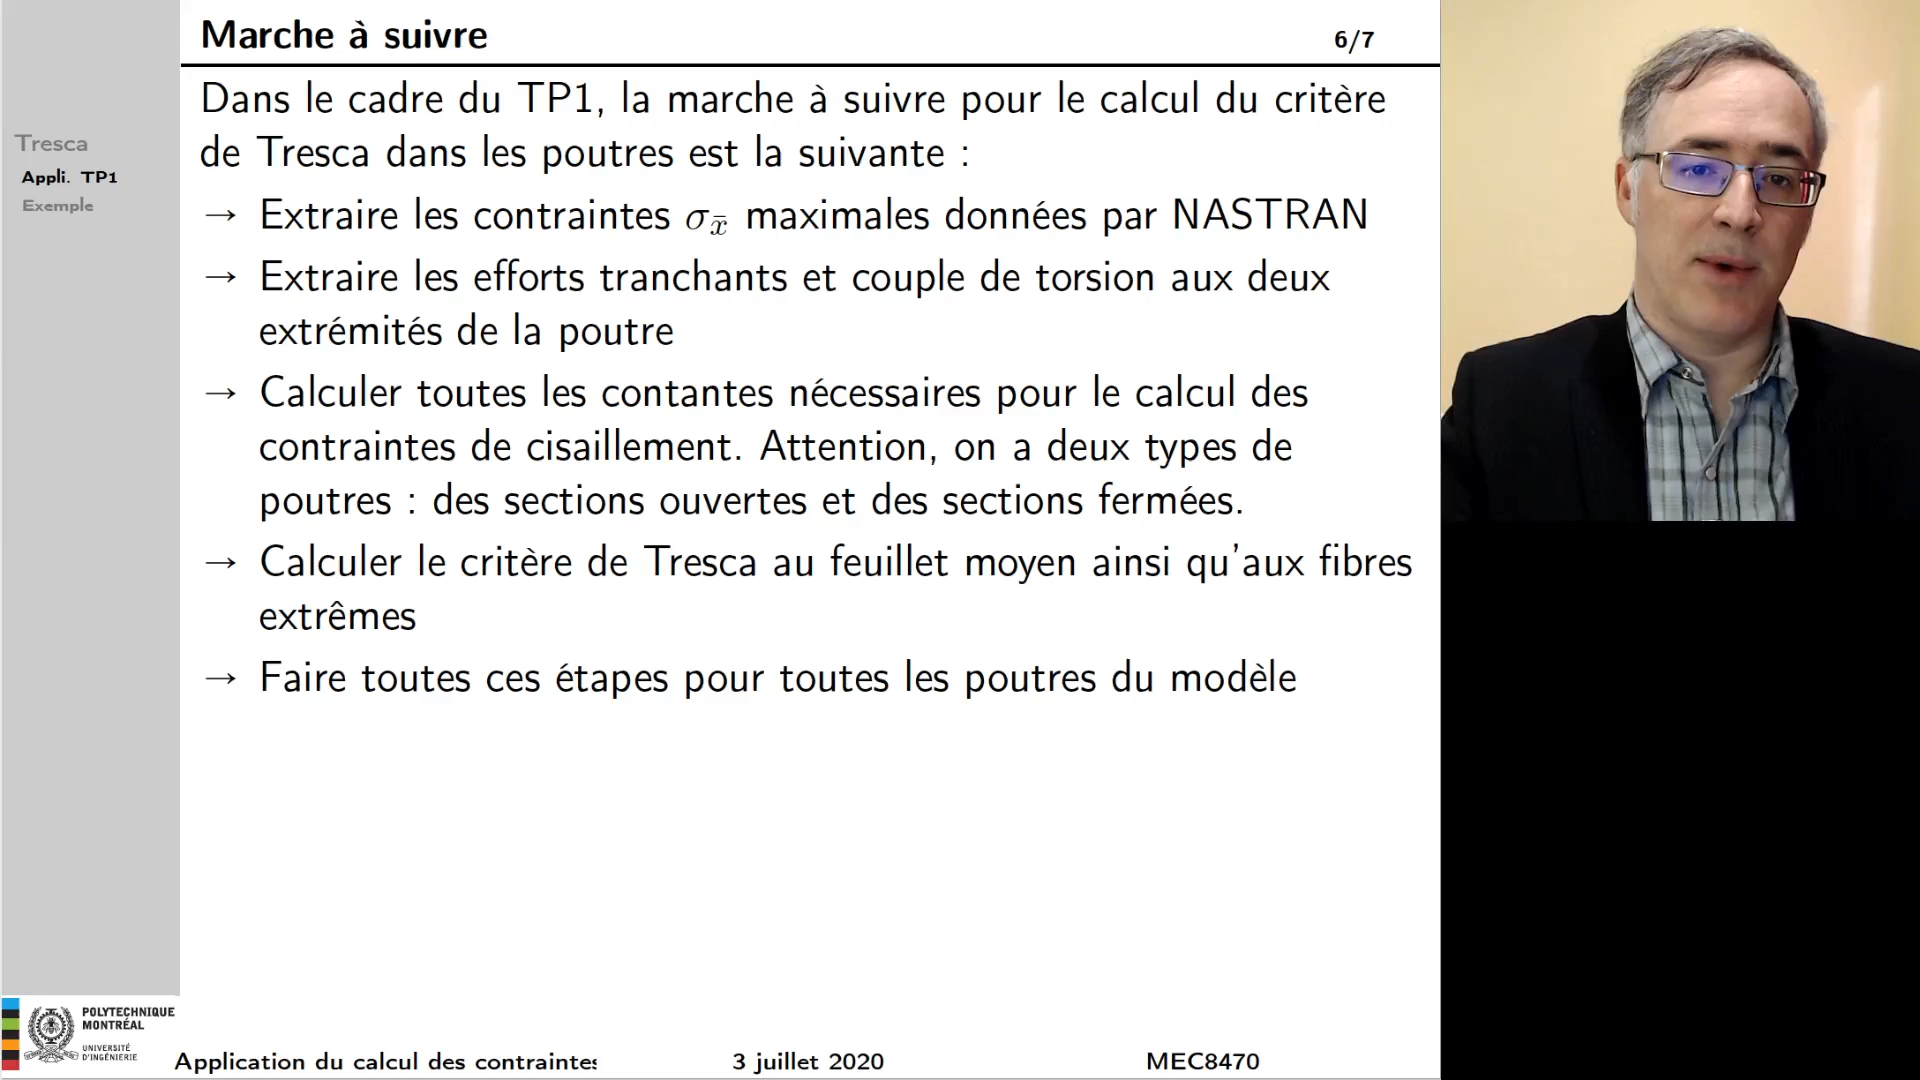 Marche à suivre
6/7
Dans le cadre du TP1, la marche à suivre pour le calcul du critère
de Tresca dans les poutres est la suivante :
→ Extraire les contraintes σx̄ maximales données par NASTRAN
→ Extraire les efforts tranchants et couple de torsion aux deux
extrémités de la poutre
→ Calculer toutes les contantes nécessaires pour le calcul des
contraintes de cisaillement. Attention, on a deux types de
poutres : des sections ouvertes et des sections fermées.
→ Calculer le critère de Tresca au feuillet moyen ainsi qu'aux fibres
extrêmes
→ Faire toutes ces étapes pour toutes les poutres du modèle
Tresca
Appli. TP1
Exemple
POLYTECHNIQUE
MONTRÉAL
UNIVERSITÉ
D'INGÉNIERIE
Application du calcul des contraintes
3 juillet 2020
MEC8470